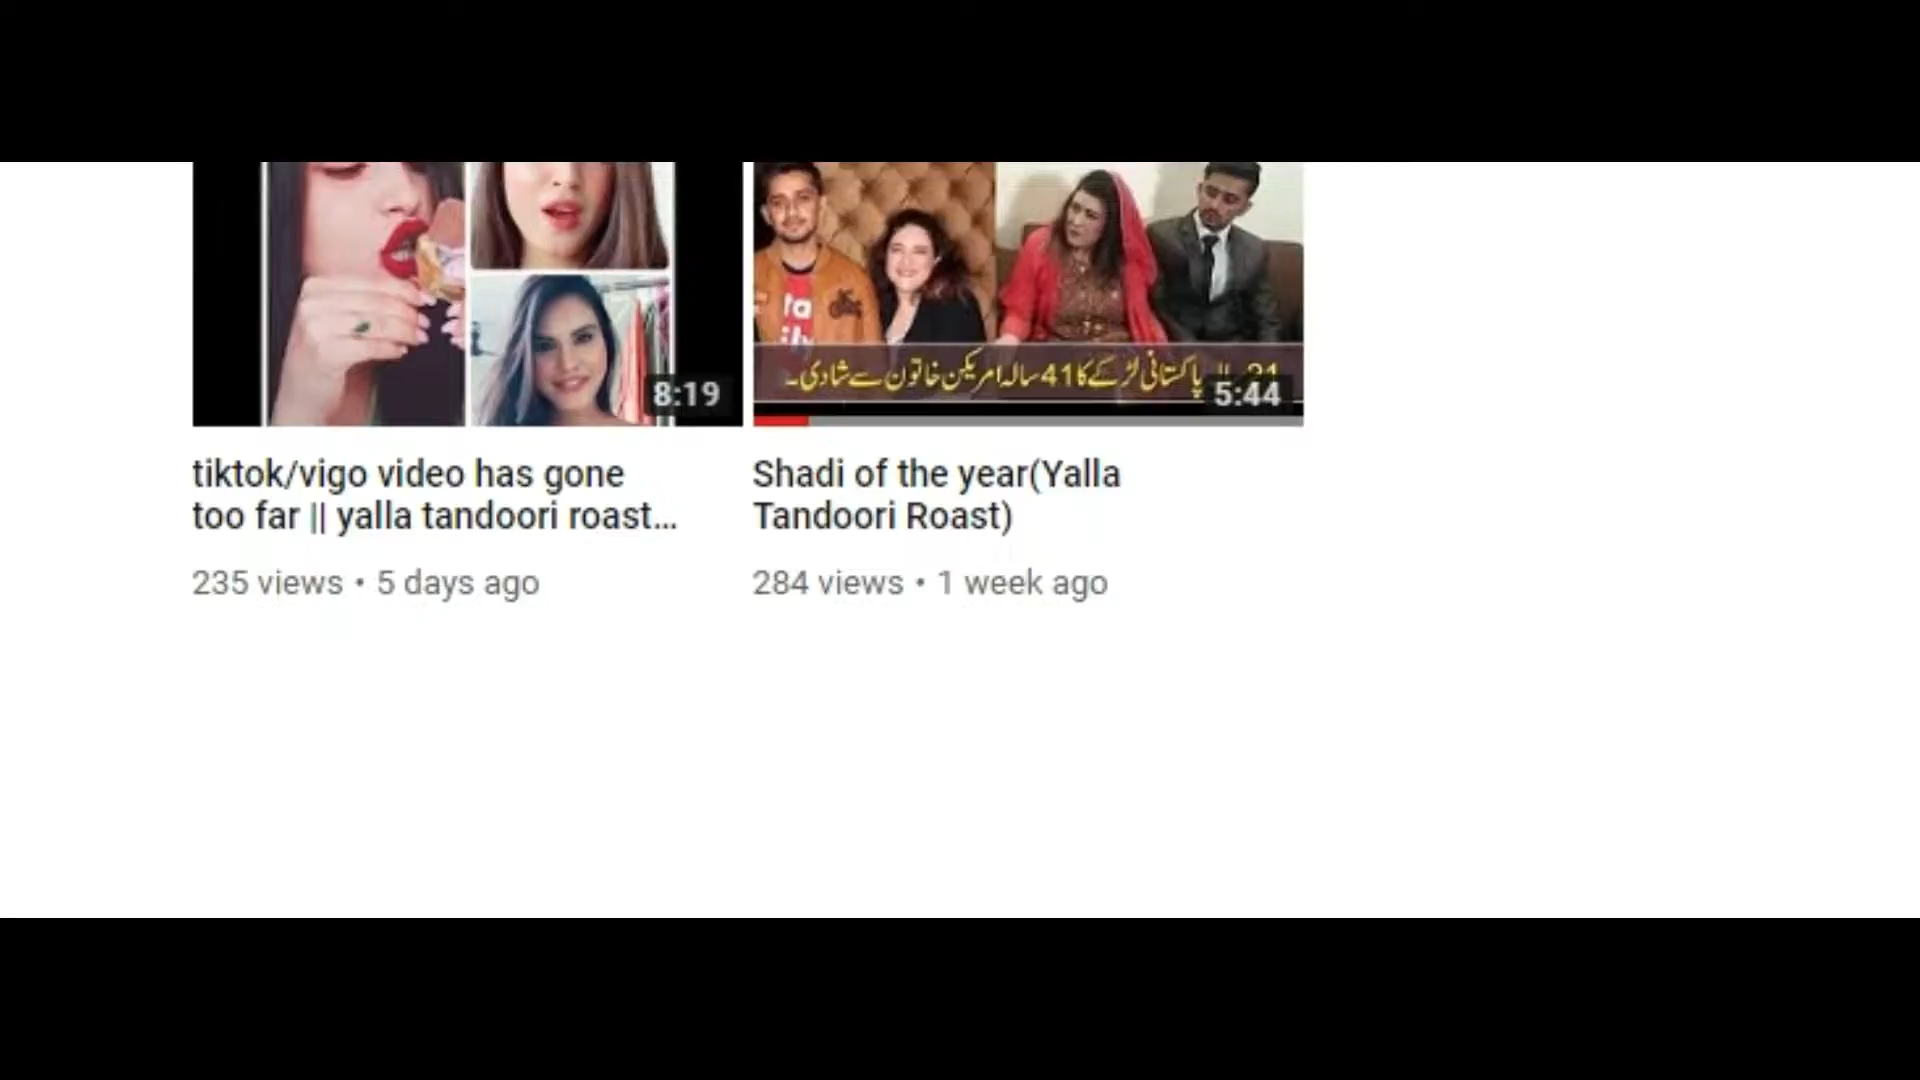 ta
8:19
پاکستانی لڑکے کا 41 سالہ امریکن خاتون سے شادی۔
5:44
tiktok/vigo video has gone
too far || yalla tandoori roast...
235 views • 5 days ago
Shadi of the year(Yalla
Tandoori Roast)
284 views • 1 week ago